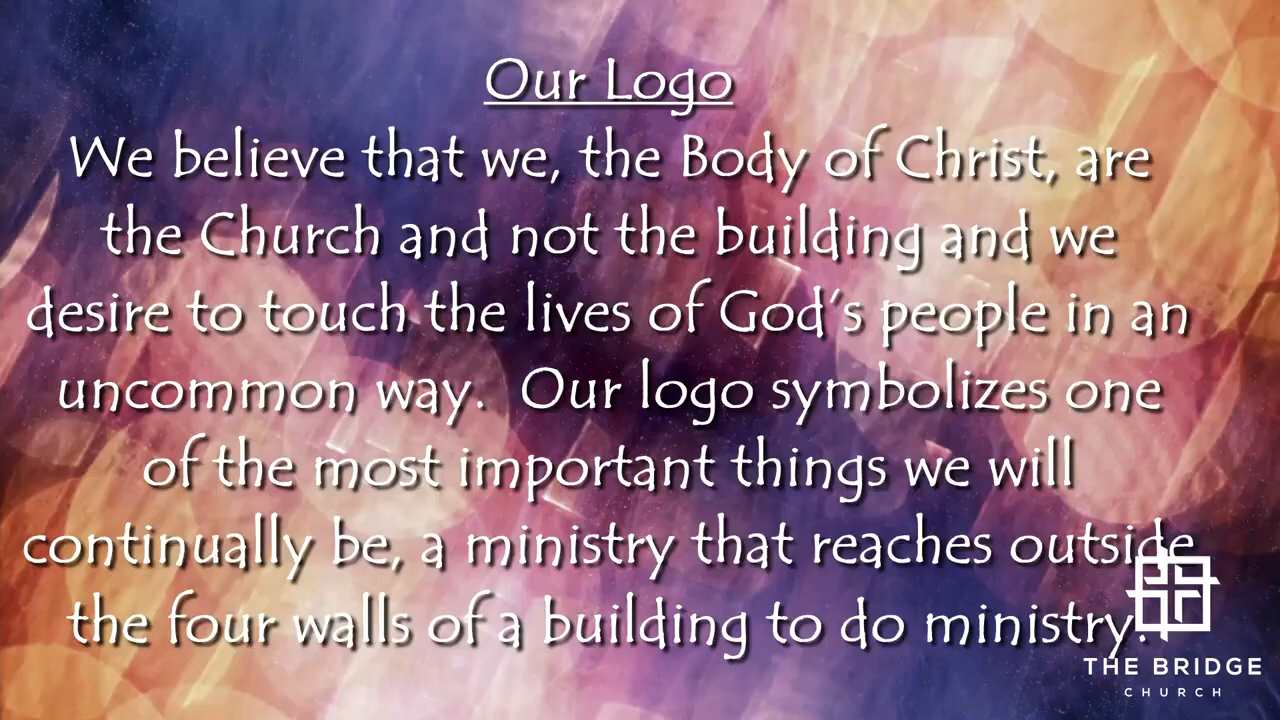 Our Logo
We believe that we, the Body of Christ, are
the Church and not the building and we
desire to touch the lives of God's people in an
uncommon way.  Our logo symbolizes one
of the most important things we will
continually be, a ministry that reaches outside
the four walls of a building to do ministry.
THE BRIDGE
CHURCH